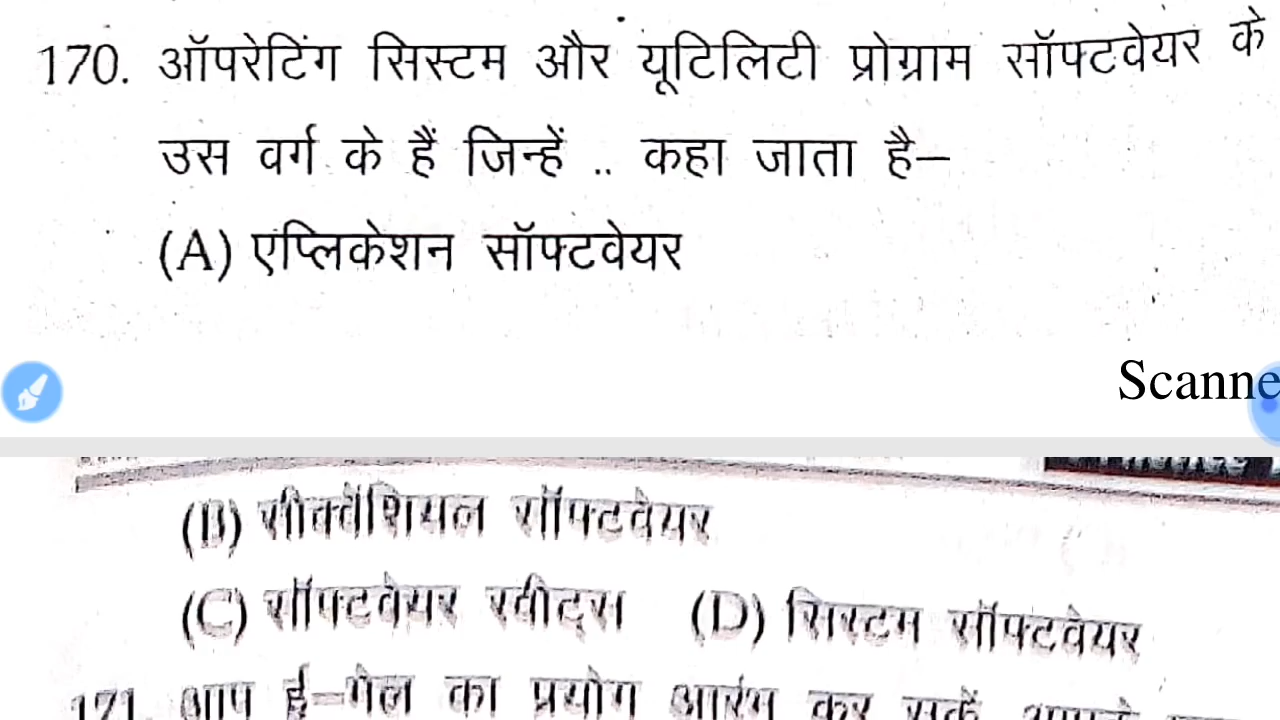 170. ऑपरेटिंग सिस्टम और यूटिलिटी प्रोग्राम सॉफ्टवेयर के
उस वर्ग के हैं जिन्हें .. कहा जाता है–
(A) एप्लिकेशन सॉफ्टवेयर
Scanne
(B) सीक्वेंशियल सॉफ्टवेयर
(C) सॉफ्टवेयर स्वीट्स (D) सिस्टम सॉफ्टवेयर
171. आप ई–मेल का प्रयोग आरंभ कर सकें